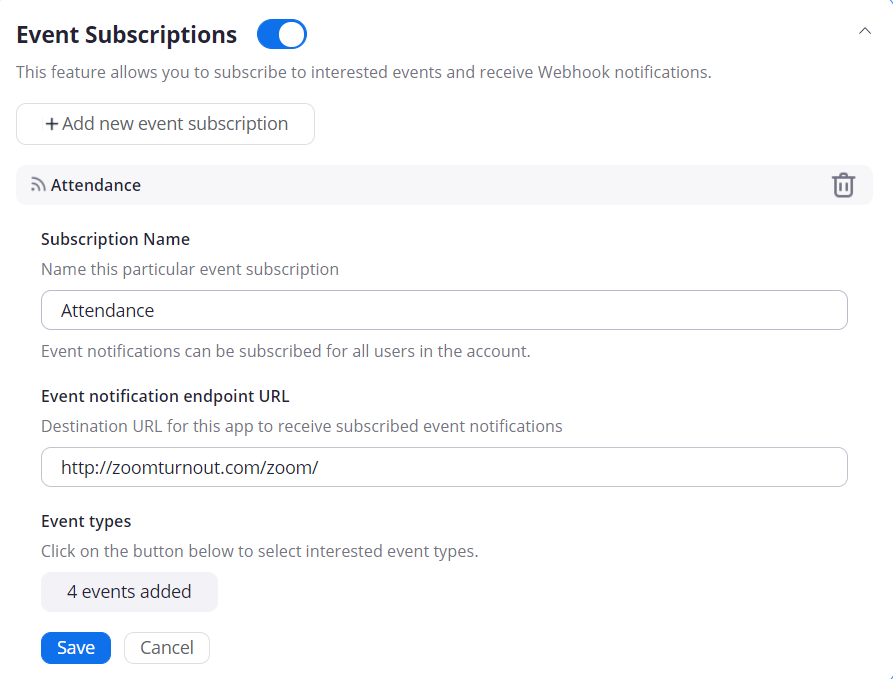 Event Subscriptions
This feature allows you to subscribe to interested events and receive Webhook notifications.
+ Add new event subscription
Attendance
Subscription Name
Name this particular event subscription
Attendance
Event notifications can be subscribed for all users in the account.
Event notification endpoint URL
Destination URL for this app to receive subscribed event notifications
http://zoomturnout.com/zoom/
Event types
Click on the button below to select interested event types.
4 events added
Save Cancel